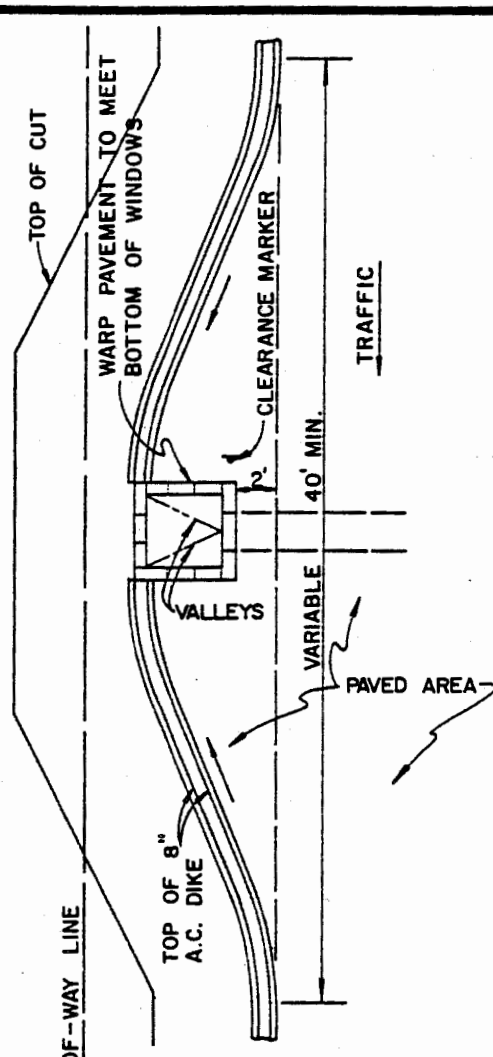 TOP OF CUT
WARP PAVEMENT TO MEET
BOTTOM OF WINDOWS
CLEARANCE MARKER
TRAFFIC
2'
VARIABLE 40' MIN.
VALLEYS
PAVED AREA
TOP OF 8"
A.C. DIKE
OF-WAY LINE